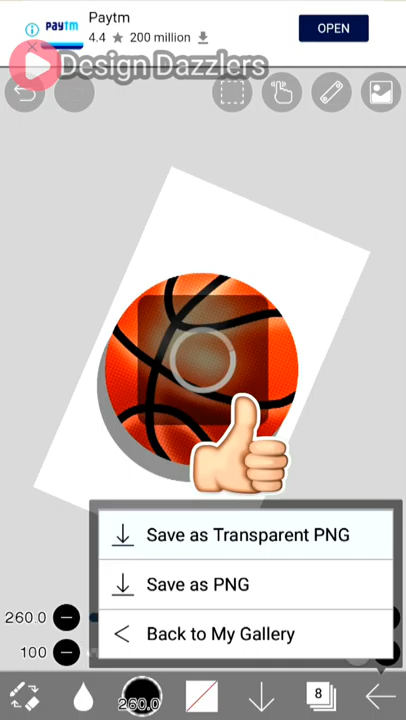 Paytm
paytm
4.4 ★ 200 million
OPEN
Design Dazzlers
Save as Transparent PNG
Save as PNG
Back to My Gallery
260.0
100
260.0
8